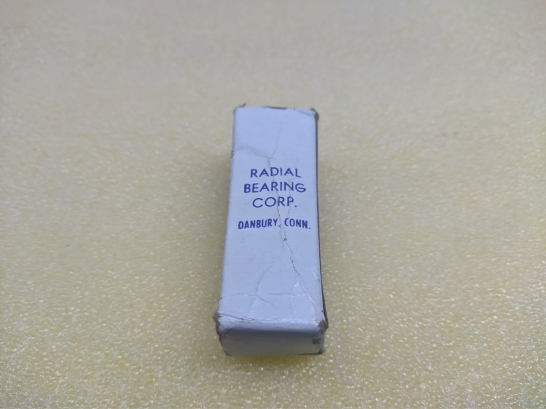 RADIAL
BEARING
CORP.
DANBURY, CONN.